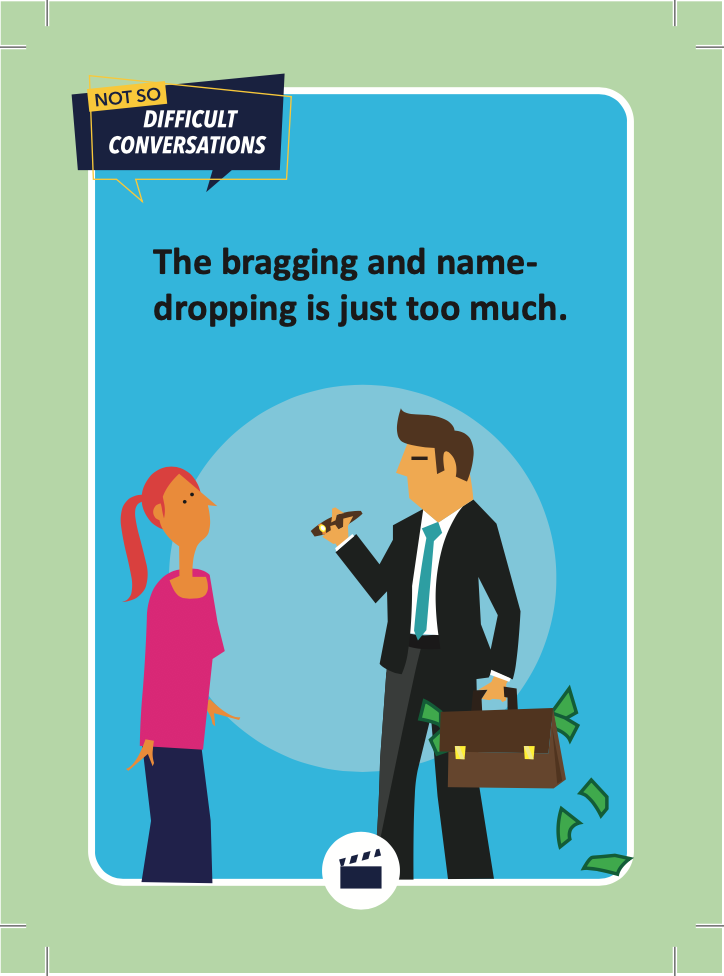 NOT SO
DIFFICULT
CONVERSATIONS
The bragging and name-
dropping is just too much.